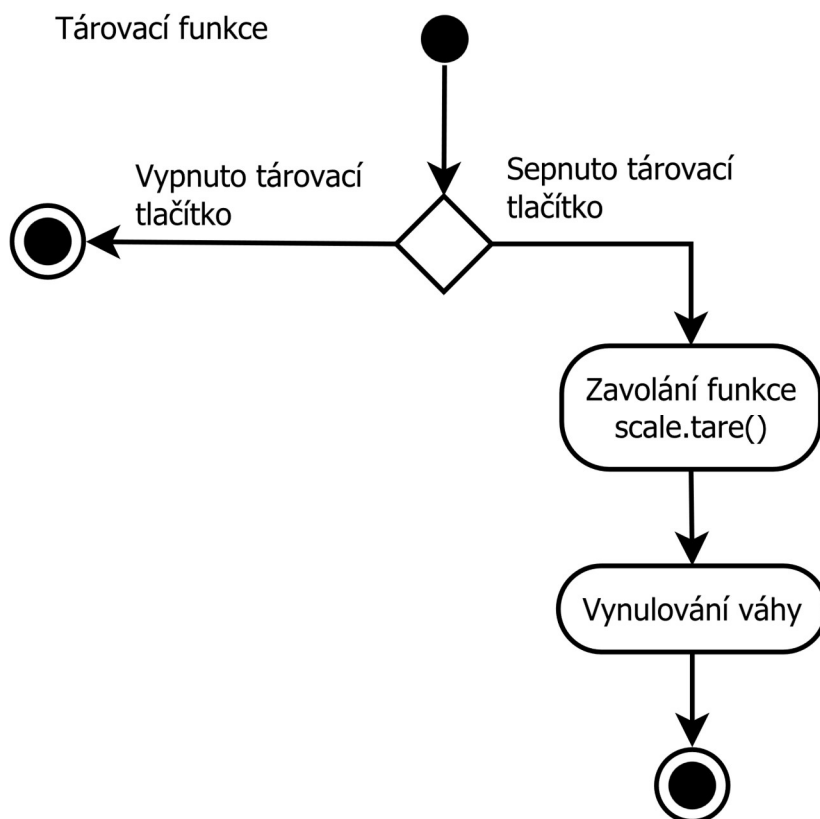 Tárovací funkce
Vypnuto tárovací
tlačítko
Sepnuto tárovací
tlačítko
Zavolání funkce
scale.tare()
Vynulování váhy